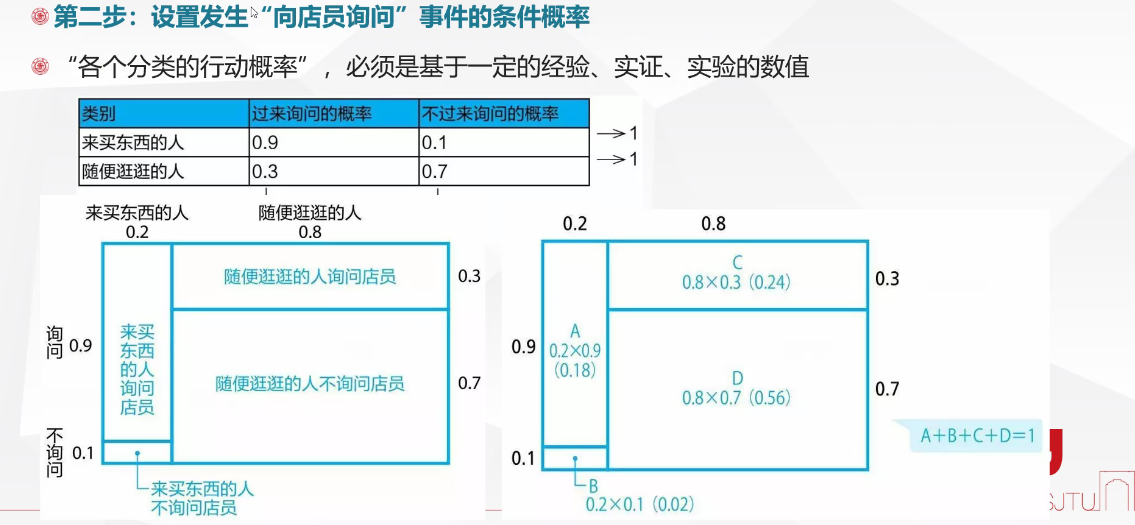 第二步：设置发生“向店员询问”事件的条件概率
“各个分类的行动概率”，必须是基于一定的经验、实证、实验的数值
类别 过来询问的概率 不过来询问的概率
来买东西的人 0.9 0.1 →1
随便逛逛的人 0.3 0.7 →1
来买东西的人 随便逛逛的人
0.2 0.8
随便逛逛的人询问店员 0.3
询问 0.9
来买东西的人询问店员
随便逛逛的人不询问店员 0.7
不询问 0.1
来买东西的人
不询问店员
0.2 0.8
C
0.8×0.3（0.24） 0.3
A
0.9 0.2×0.9
（0.18）
D
0.8×0.7（0.56） 0.7
0.1
B
0.2×0.1（0.02）
A+B+C+D=1
SJTU